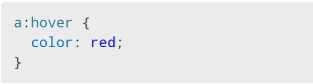 a:hover {
  color: red;
}